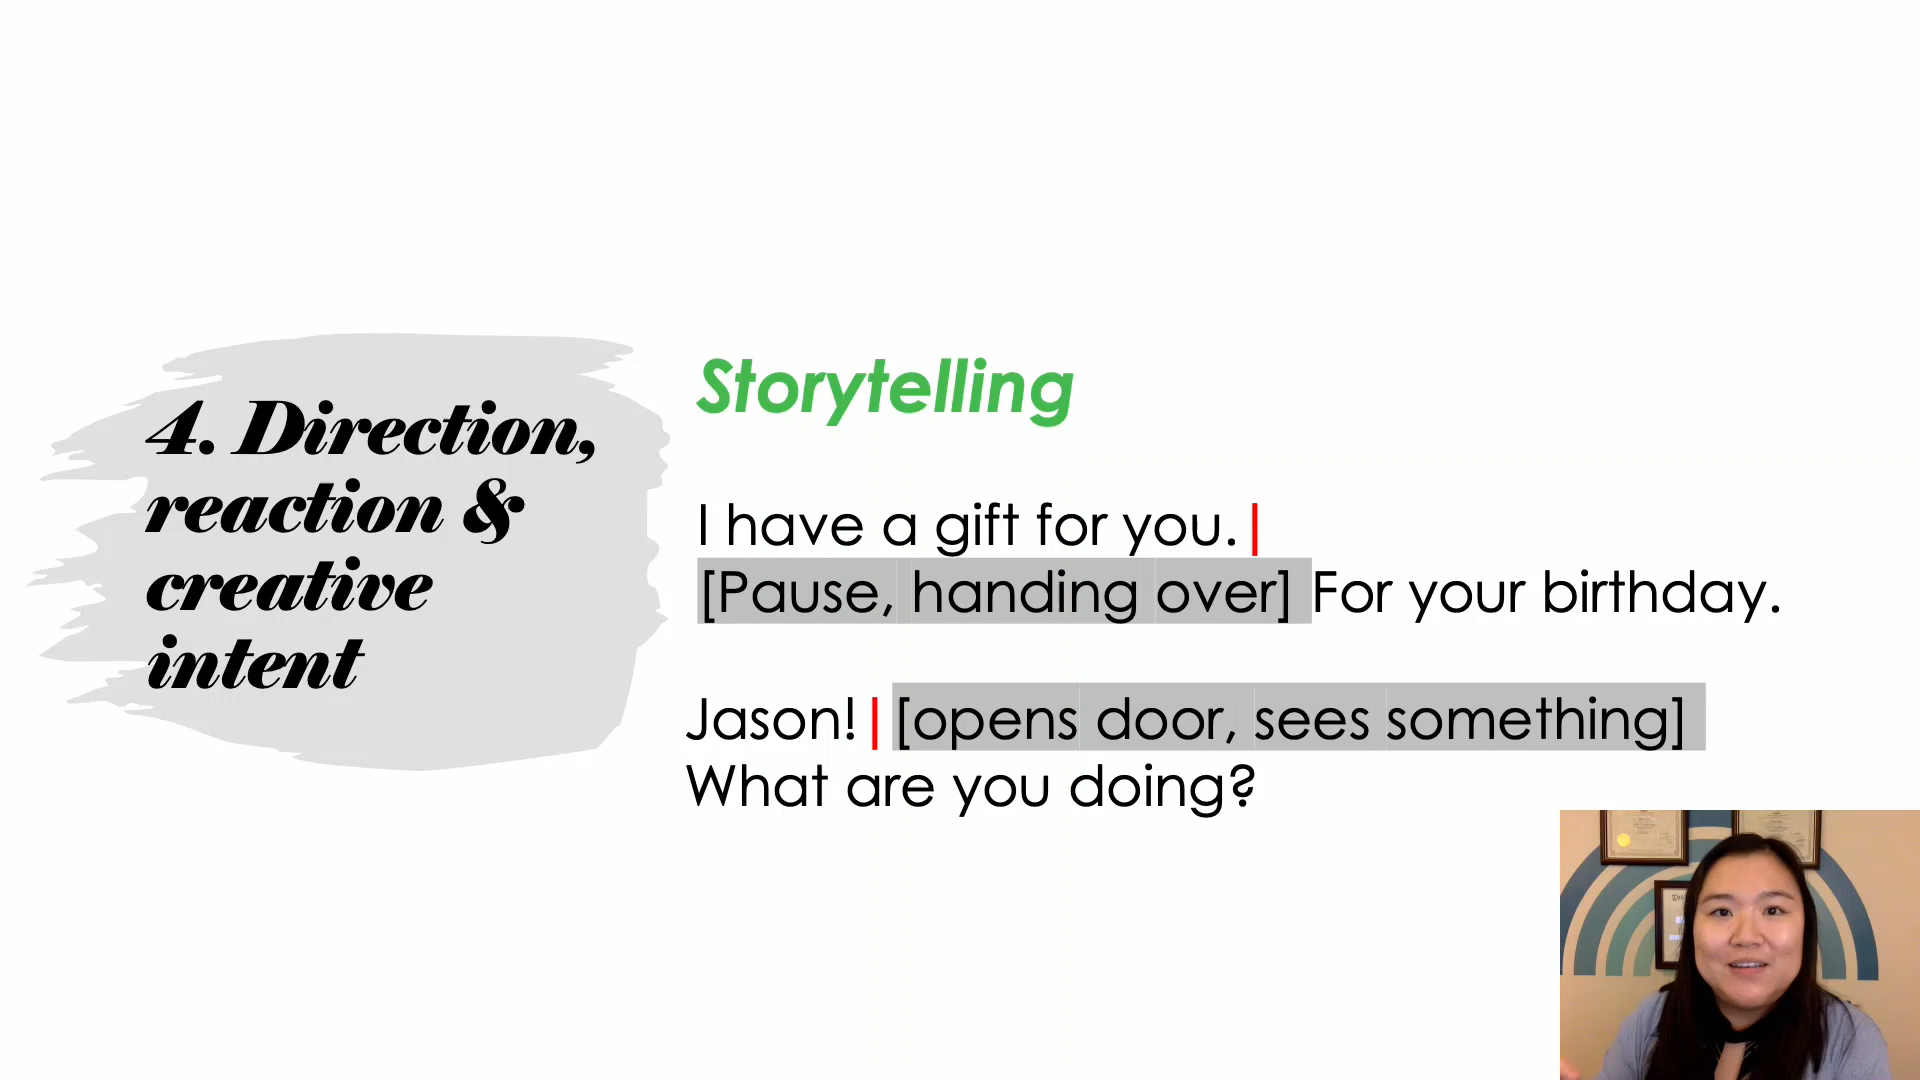 4. Direction,
reaction &
creative
intent
Storytelling
I have a gift for you.|
[Pause, handing over] For your birthday.
Jason!| [opens door, sees something]
What are you doing?